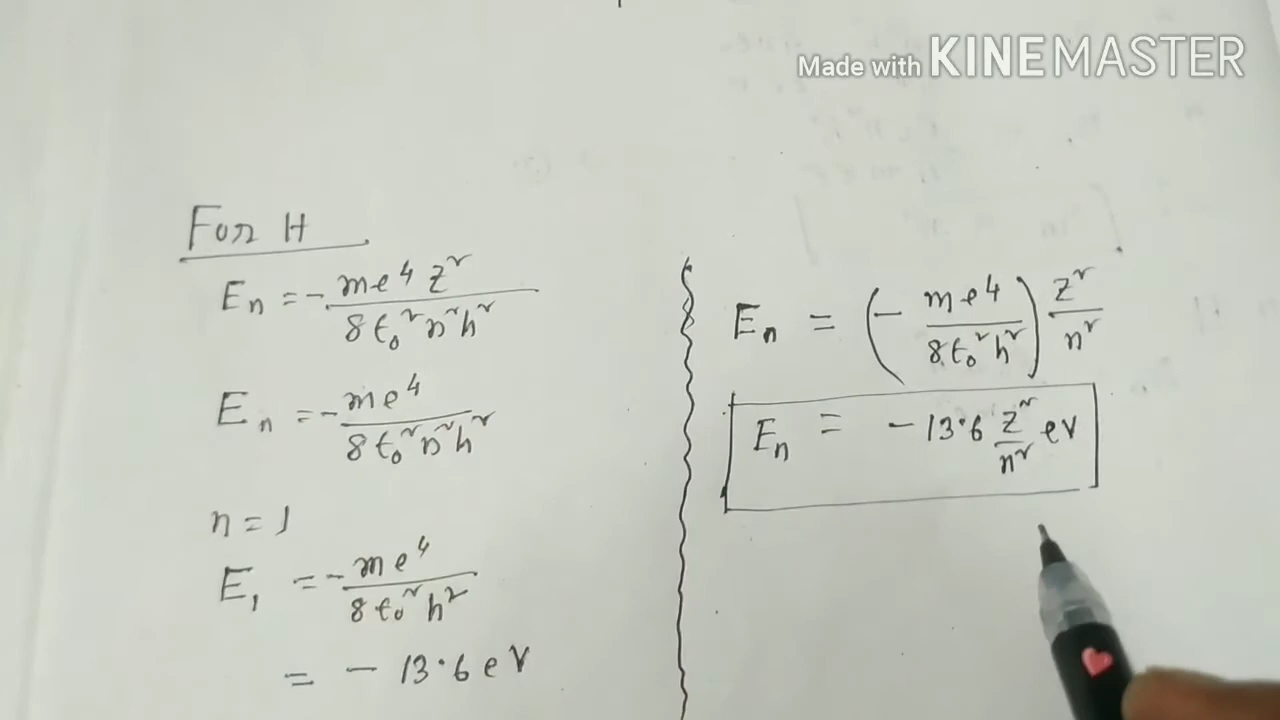 Made with KINEMASTER
For H
En = - me⁴z² / 8ε₀²n²h²
En = - me⁴ / 8ε₀²n²h²
n = 1
E₁ = - me⁴ / 8ε₀²h²
= - 13.6 eV
En = (- me⁴ / 8ε₀²h²) z²/n²
En = - 13.6 z²/n² eV